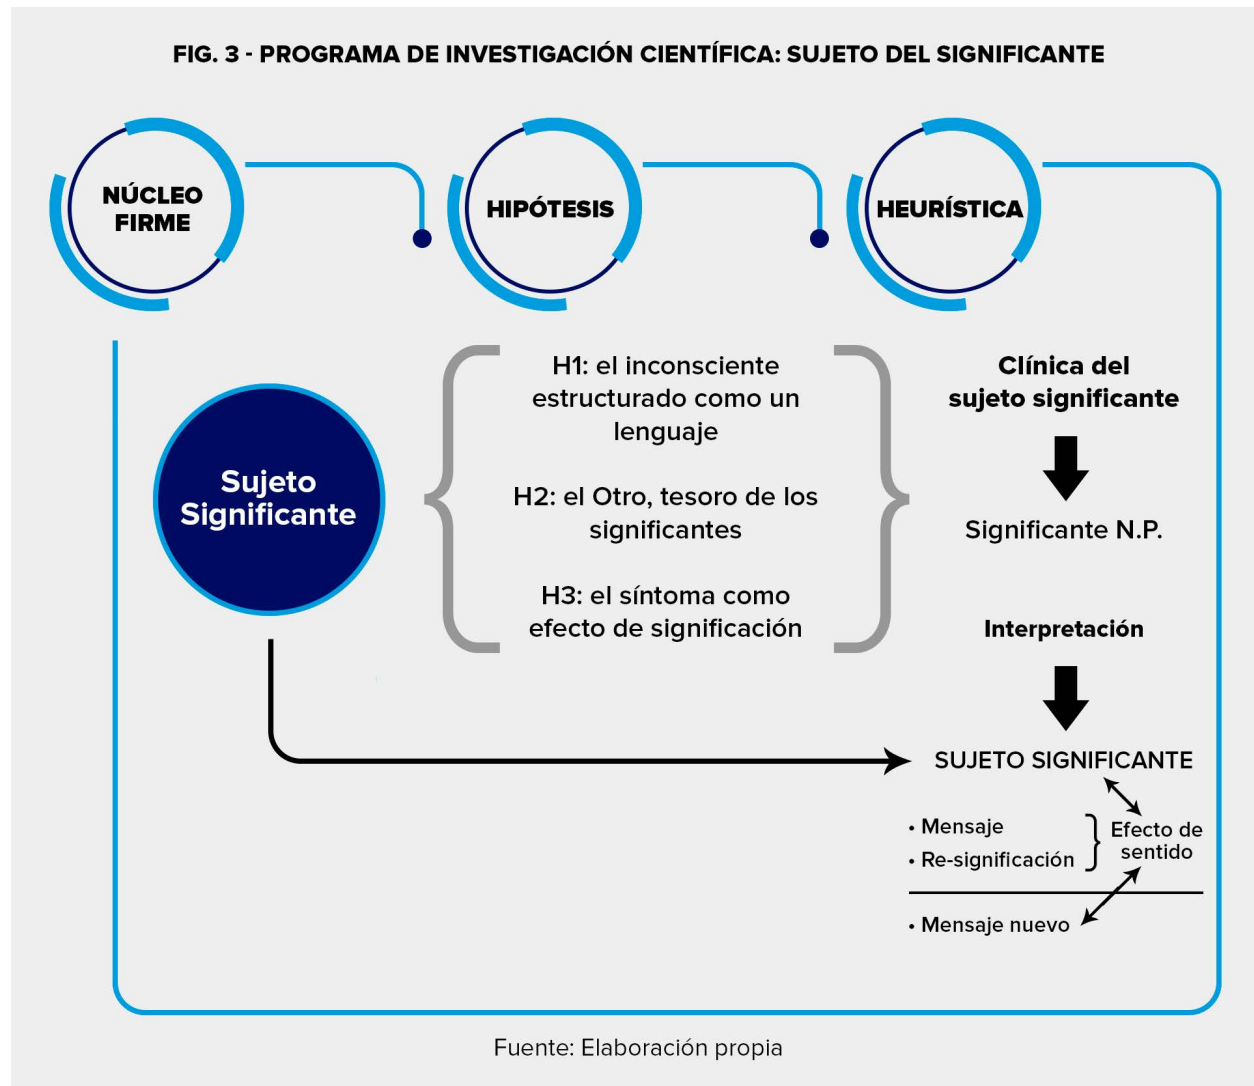 FIG. 3 - PROGRAMA DE INVESTIGACIÓN CIENTÍFICA: SUJETO DEL SIGNIFICANTE
NÚCLEO
FIRME
HIPÓTESIS
HEURÍSTICA
Sujeto
Significante
H1: el inconsciente
estructurado como un
lenguaje
H2: el Otro, tesoro de los
significantes
H3: el síntoma como
efecto de significación
Clínica del
sujeto significante
Significante N.P.
Interpretación
SUJETO SIGNIFICANTE
• Mensaje
• Re-significación
Efecto de
sentido
• Mensaje nuevo
Fuente: Elaboración propia